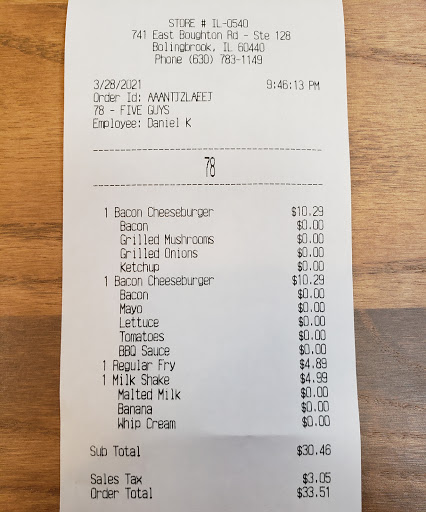 STORE # IL-0540
741 East Boughton Rd - Ste 128
Bolingbrook, IL 60440
Phone (630) 783-1149
3/28/2021 9:46:13 PM
Order Id: AAANTJZLAEEJ
78 - FIVE GUYS
Employee: Daniel K
78
1 Bacon Cheeseburger $10.29
Bacon $0.00
Grilled Mushrooms $0.00
Grilled Onions $0.00
Ketchup $0.00
1 Bacon Cheeseburger $10.29
Bacon $0.00
Mayo $0.00
Lettuce $0.00
Tomatoes $0.00
BBQ Sauce $0.00
1 Regular Fry $4.89
1 Milk Shake $4.99
Malted Milk $0.00
Banana $0.00
Whip Cream $0.00
Sub Total $30.46
Sales Tax $3.05
Order Total $33.51